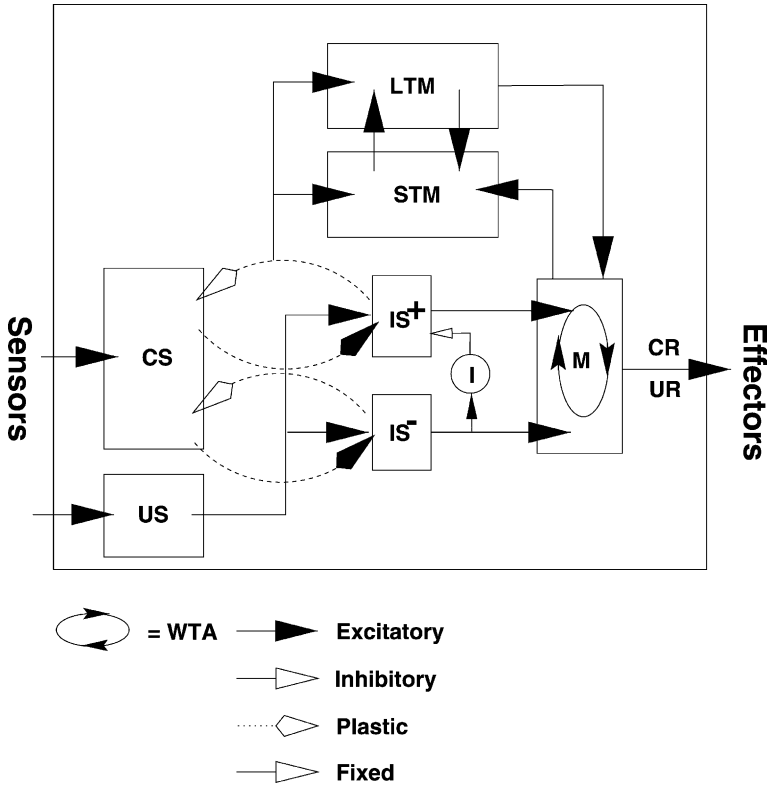 LTM
STM
Sensors
CS
IS+
I
M
CR
UR
Effectors
IS-
US
= WTA
Excitatory
Inhibitory
Plastic
Fixed